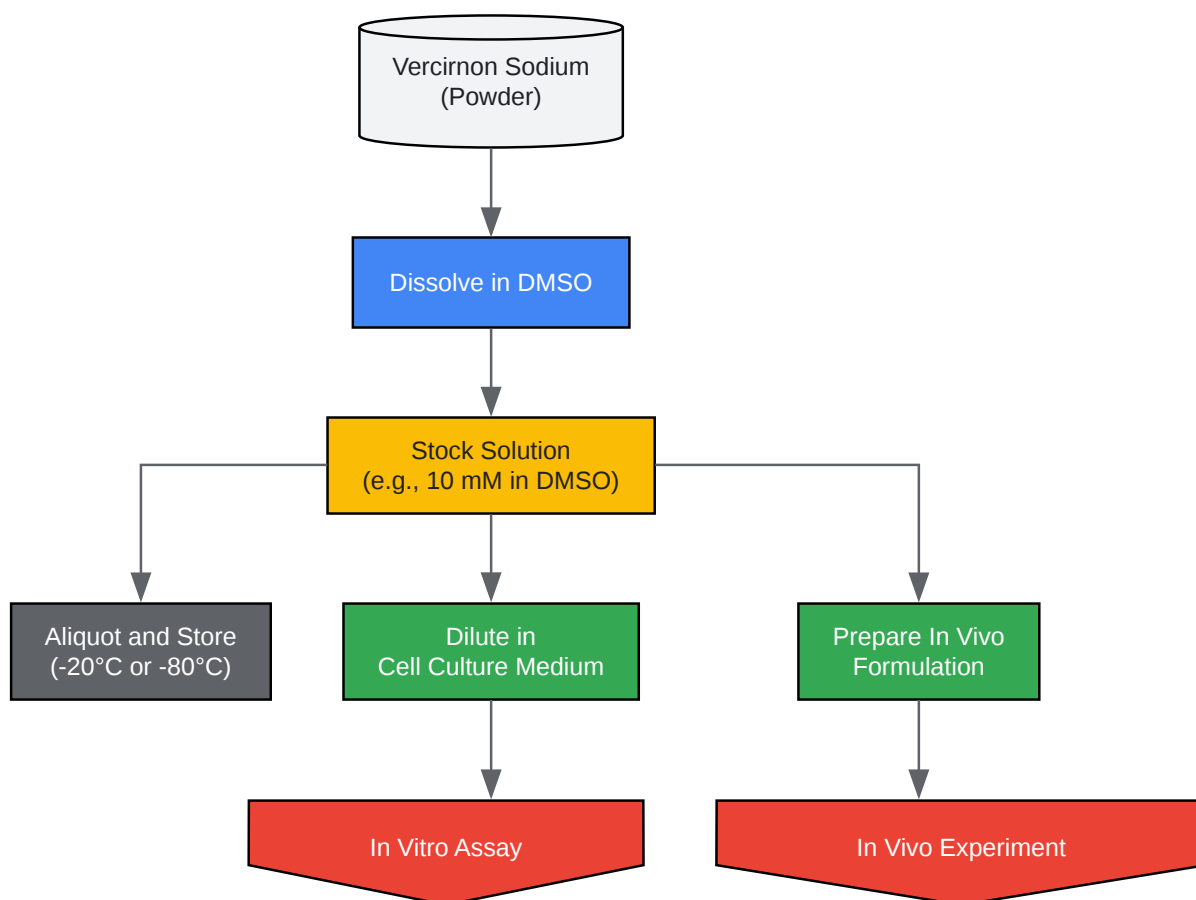 Vercirnon Sodium
(Powder)
Dissolve in DMSO
Stock Solution
(e.g., 10 mM in DMSO)
Aliquot and Store
(-20°C or -80°C)
Dilute in
Cell Culture Medium
Prepare In Vivo
Formulation
In Vitro Assay
In Vivo Experiment